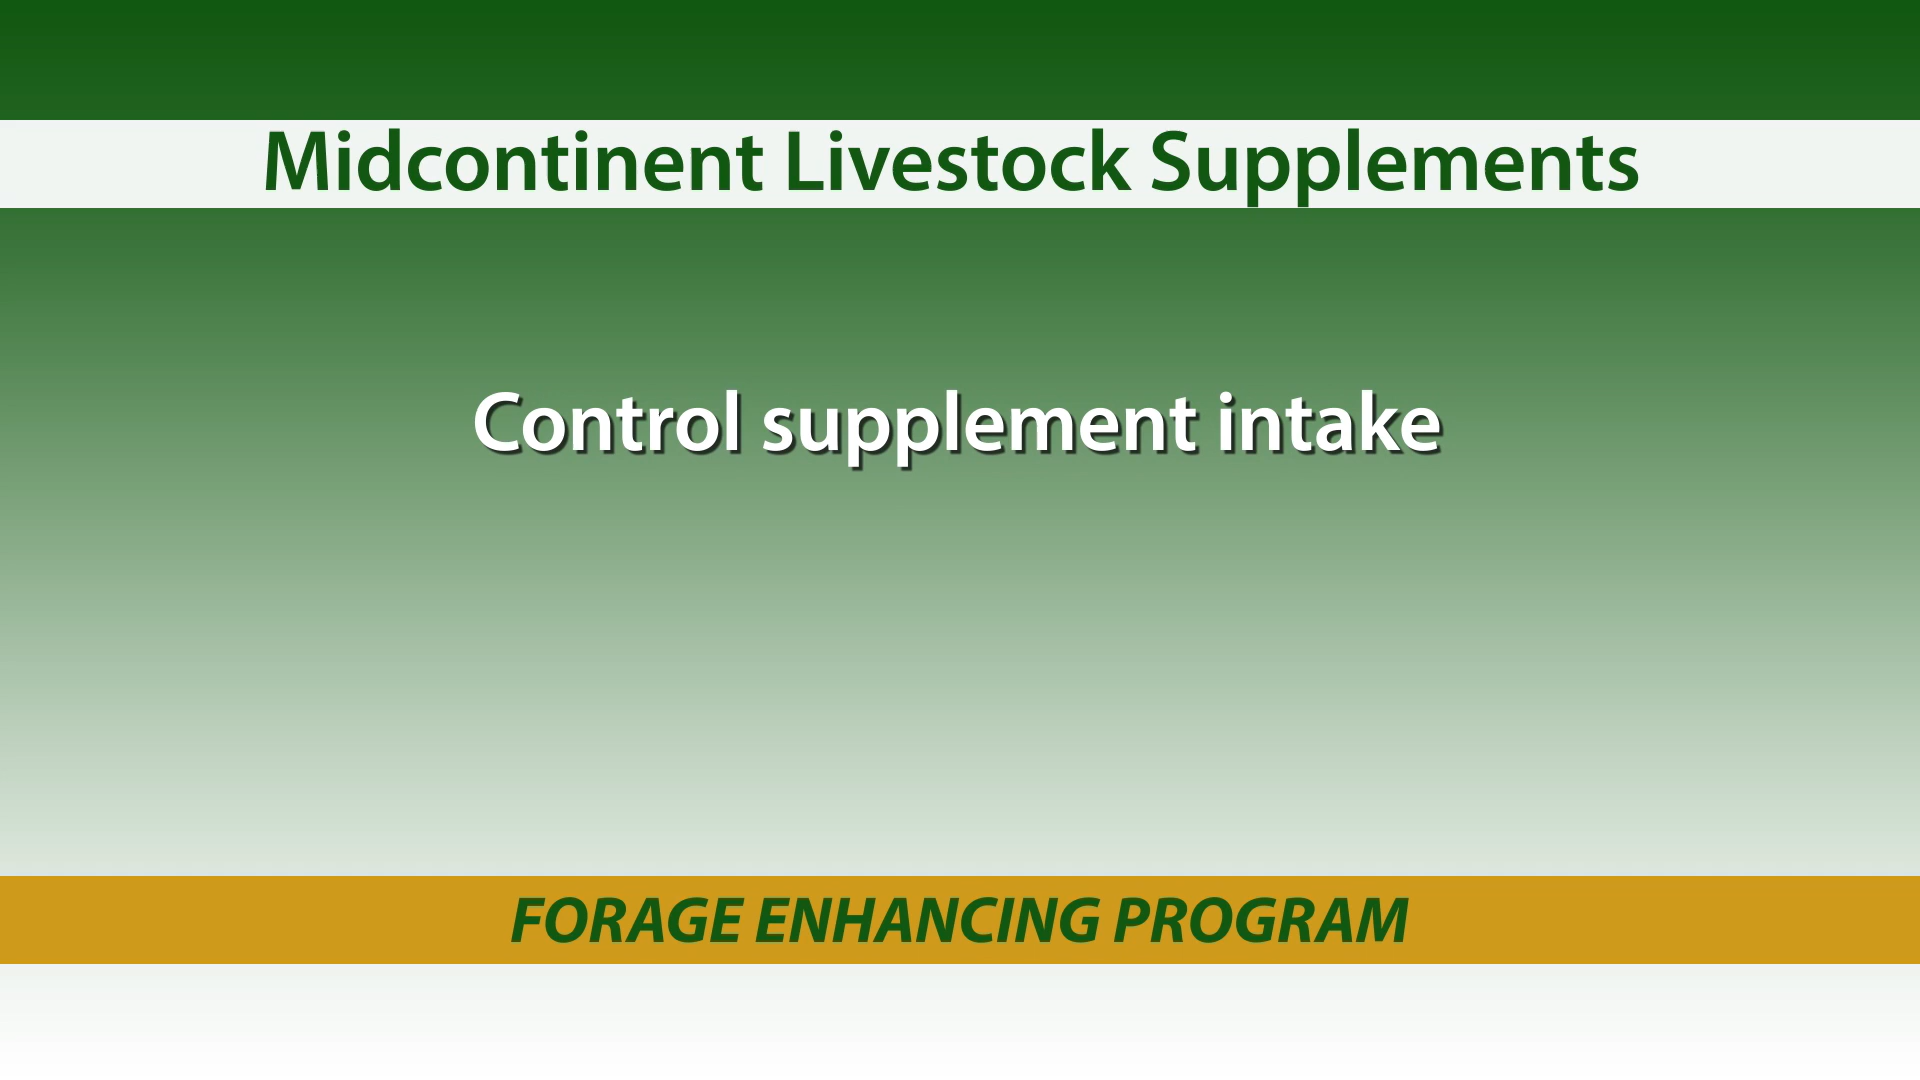 Midcontinent Livestock Supplements
Control supplement intake
FORAGE ENHANCING PROGRAM